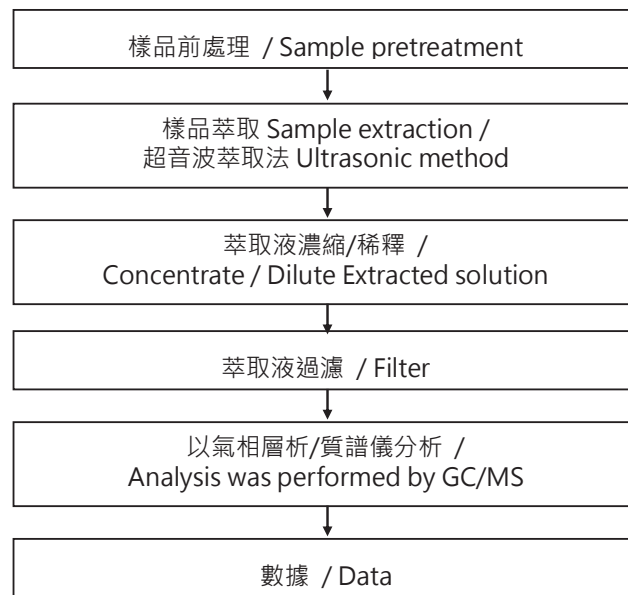 樣品前處理 / Sample pretreatment
樣品萃取 Sample extraction /
超音波萃取法 Ultrasonic method
萃取液濃縮/稀釋 /
Concentrate / Dilute Extracted solution
萃取液過濾 / Filter
以氣相層析/質譜儀分析 /
Analysis was performed by GC/MS
數據 / Data